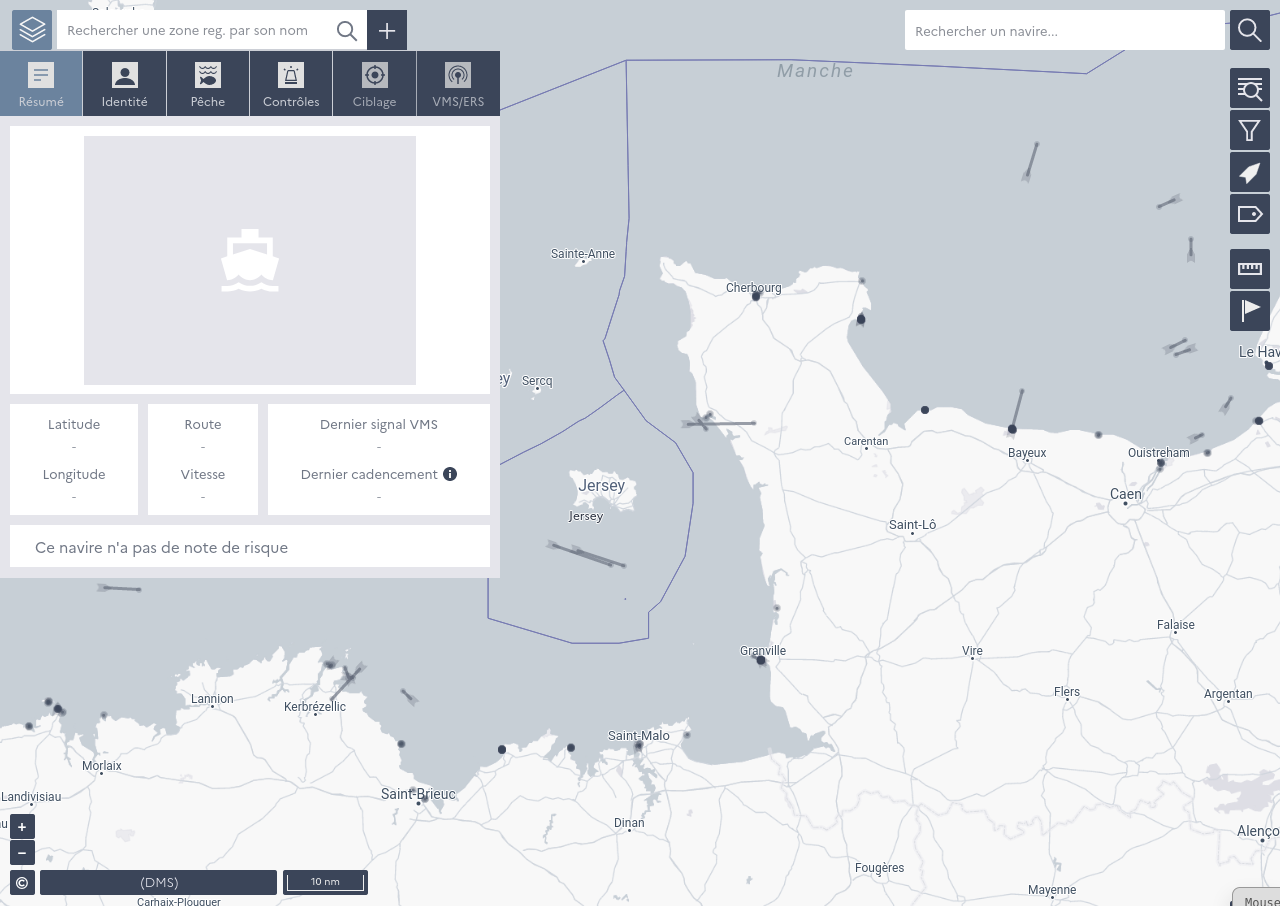 Rechercher une zone reg. par son nom
Rechercher un navire...
Résumé
Identité
Pêche
Contrôles
Ciblage
VMS/ERS
Manche
Sainte-Anne
Cherbourg
Le Hav
ey
Sercq
Latitude
-
Longitude
-
Route
-
Vitesse
-
Dernier signal VMS
-
Dernier cadencement
-
Ce navire n'a pas de note de risque
Carentan
Bayeux
Ouistreham
Caen
Jersey
Jersey
Saint-Lô
Falaise
Granville
Vire
Lannion
Kerbrézellic
Flers
Argentan
Saint-Malo
Morlaix
Landivisiau
Saint-Brieuc
Dinan
Alenço
Fougères
Mayenne
Carhaix-Plouguer
+
−
©
(DMS)
10 nm
Mouse